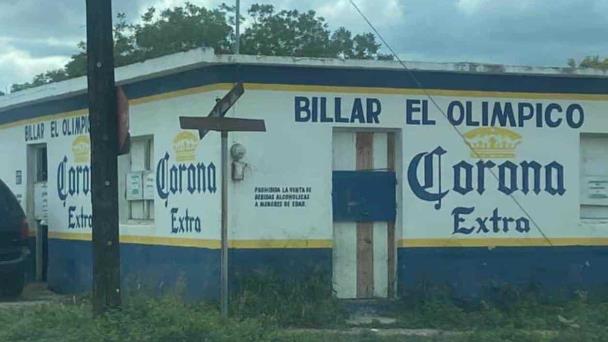 BILLAR EL OLIMPICO
BILLAR EL OLIM
Corona
Extra
Corona
Extra
PROHIBIDA LA VENTA DE
BEBIDAS ALCOHOLICAS
A MENORES DE EDAD.
Corona
Extra